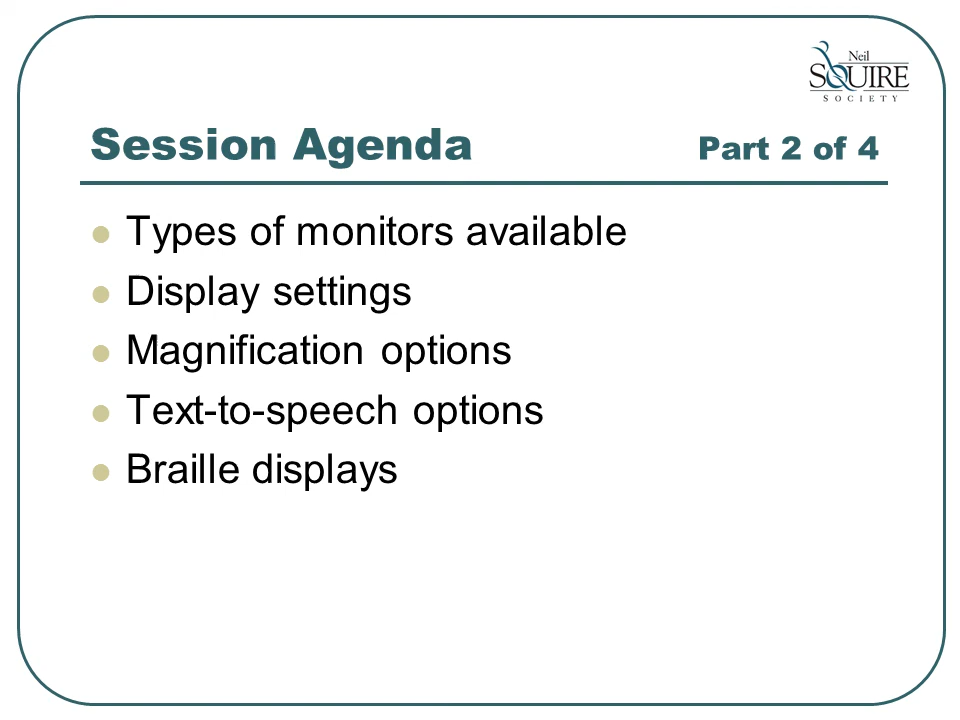 Neil
SQUIRE
SOCIETY
Session Agenda Part 2 of 4
Types of monitors available
Display settings
Magnification options
Text-to-speech options
Braille displays